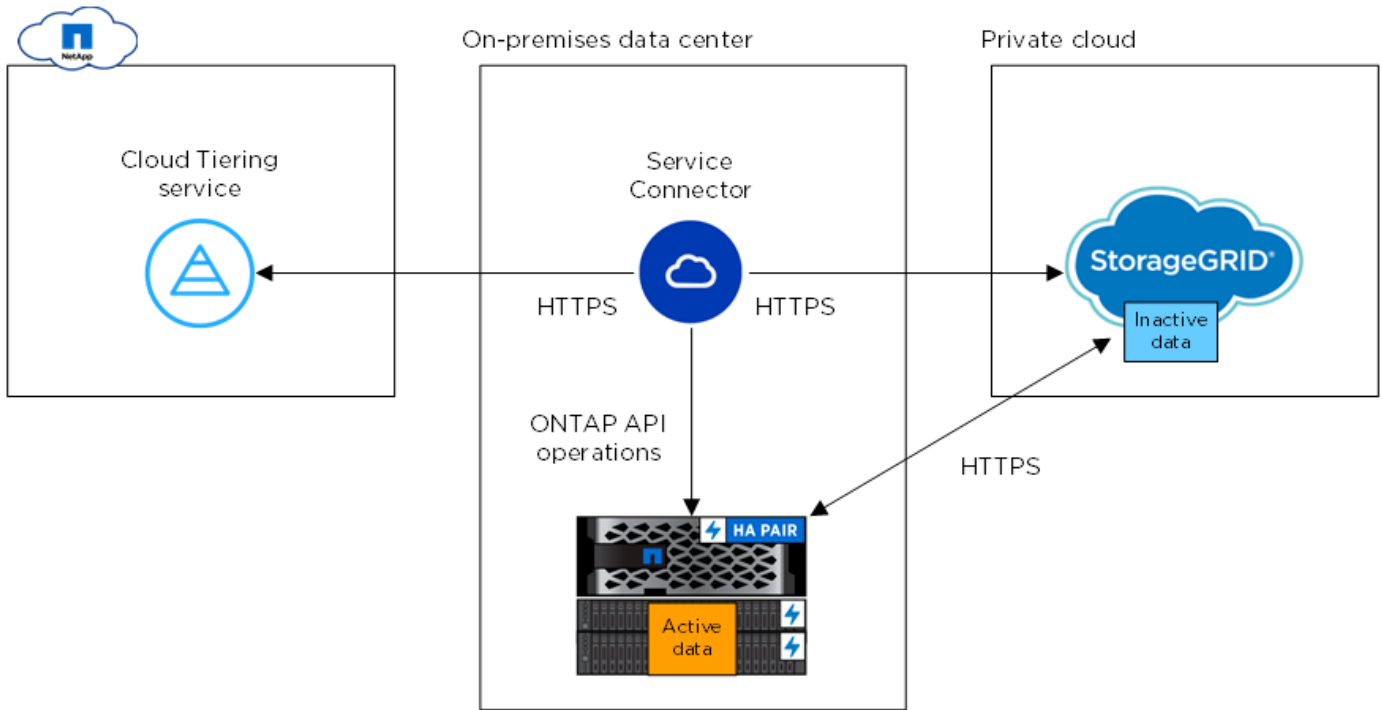 NetApp
On-premises data center
Private cloud
Cloud Tiering
service
Service
Connector
StorageGRID®
HTTPS
HTTPS
Inactive
data
ONTAP API
operations
HTTPS
HA PAIR
Active
data